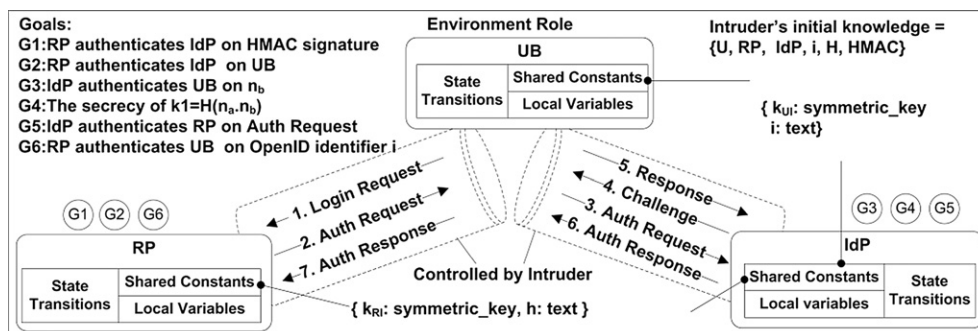 Goals:
G1:RP authenticates IdP on HMAC signature
G2:RP authenticates IdP on UB
G3:IdP authenticates UB on n_b
G4:The secrecy of k1=H(n_a.n_b)
G5:IdP authenticates RP on Auth Request
G6:RP authenticates UB on OpenID identifier i
Environment Role
UB
State Transitions
Shared Constants
Local Variables
Intruder's initial knowledge =
{U, RP, IdP, i, H, HMAC}
{ k_UI: symmetric_key
i: text}
1. Login Request
2. Auth Request
7. Auth Response
5. Response
4. Challenge
3. Auth Request
6. Auth Response
G1 G2 G6
RP
State Transitions
Shared Constants
Local Variables
Controlled by Intruder
{ k_RI: symmetric_key, h: text }
G3 G4 G5
IdP
Shared Constants
Local variables
State Transitions